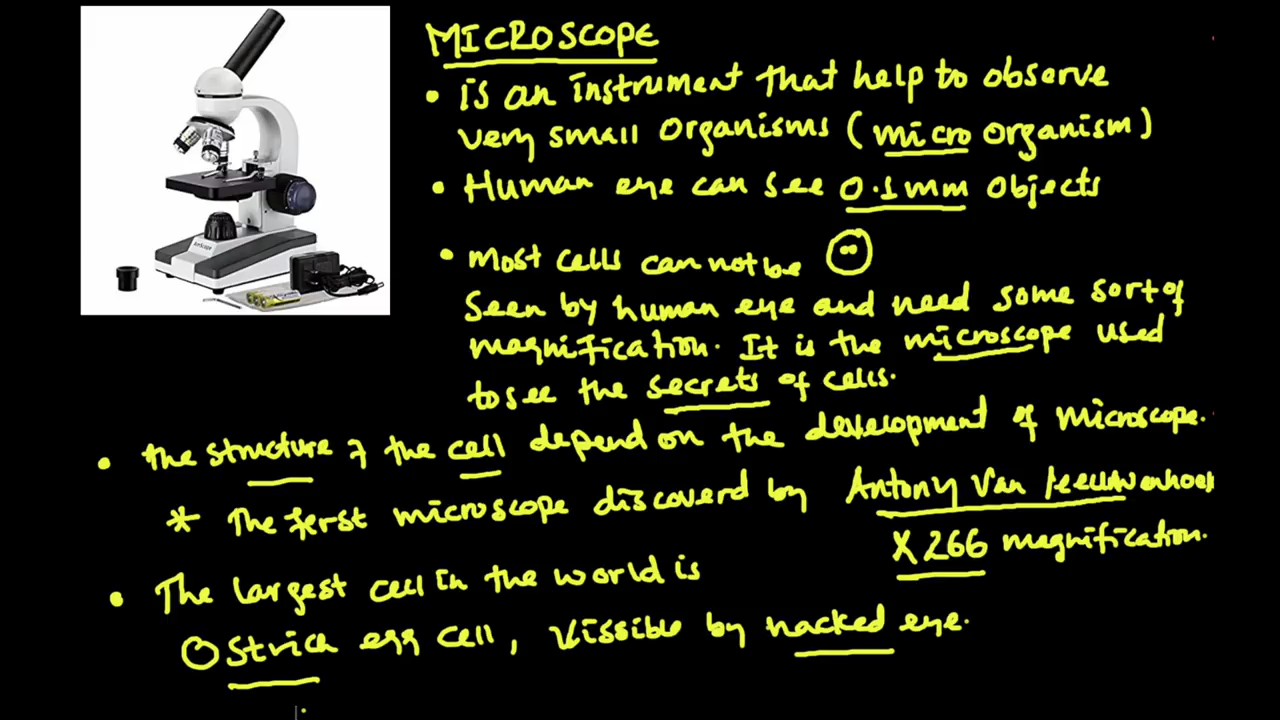 MICROSCOPE
• is an instrument that help to observe
very small organisms (micro organism)
• Human eye can see 0.1mm objects
• most cells can not be
seen by human eye and need some sort of
magnification. It is the microscope used
to see the secrets of cells.
• the structure of the cell depend on the development of microscope.
* The ferst microscope discoverd by Antony Van Leeuwenhoek
X 266 magnification.
• The largest cell in the world is
Ostrich egg cell, vissible by nacked eye.
AmScope